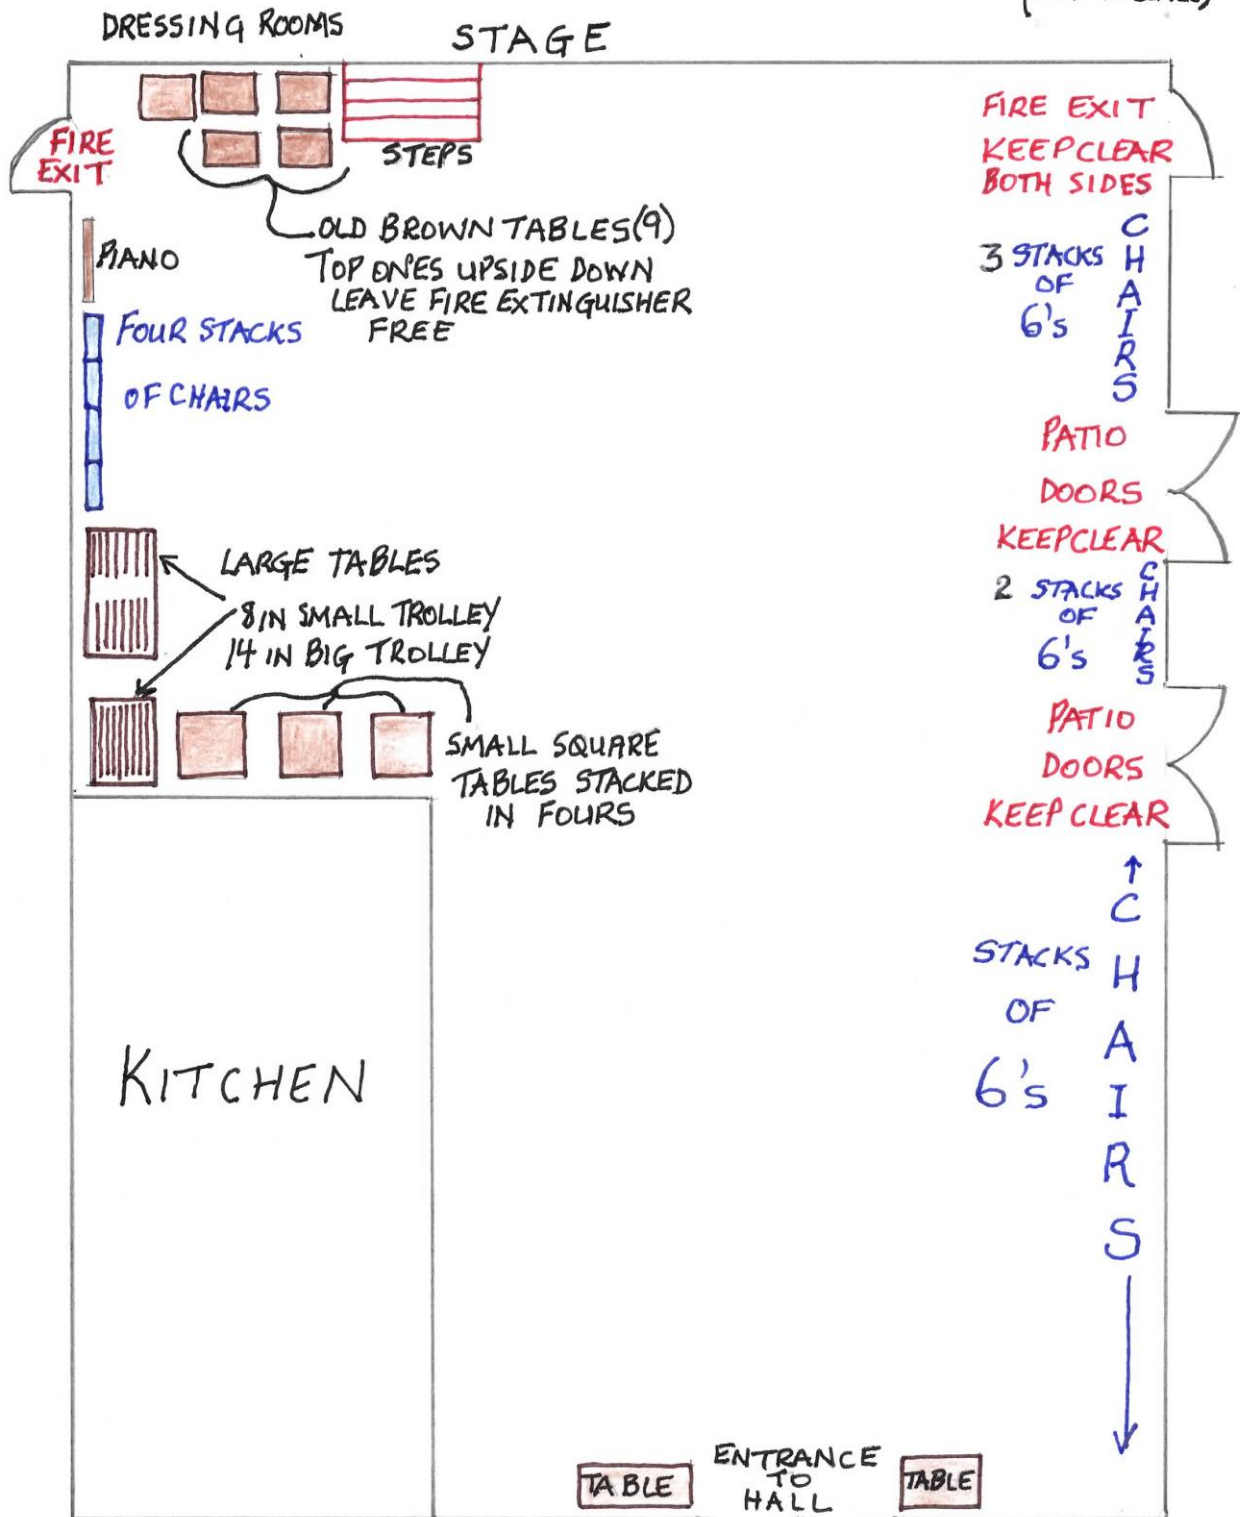 DRESSING ROOMS
STAGE
FIRE
EXIT
STEPS
FIRE EXIT
KEEP CLEAR
BOTH SIDES
PIANO
OLD BROWN TABLES (9)
TOP ONES UPSIDE DOWN
LEAVE FIRE EXTINGUISHER
FREE
3 STACKS
OF
6's
CHAIRS
FOUR STACKS
OF CHAIRS
PATIO
DOORS
KEEP CLEAR
LARGE TABLES
8 IN SMALL TROLLEY
14 IN BIG TROLLEY
2 STACKS
OF
6's
CHAIRS
SMALL SQUARE
TABLES STACKED
IN FOURS
PATIO
DOORS
KEEP CLEAR
KITCHEN
STACKS
OF
6's
CHAIRS
TABLE
ENTRANCE
TO
HALL
TABLE